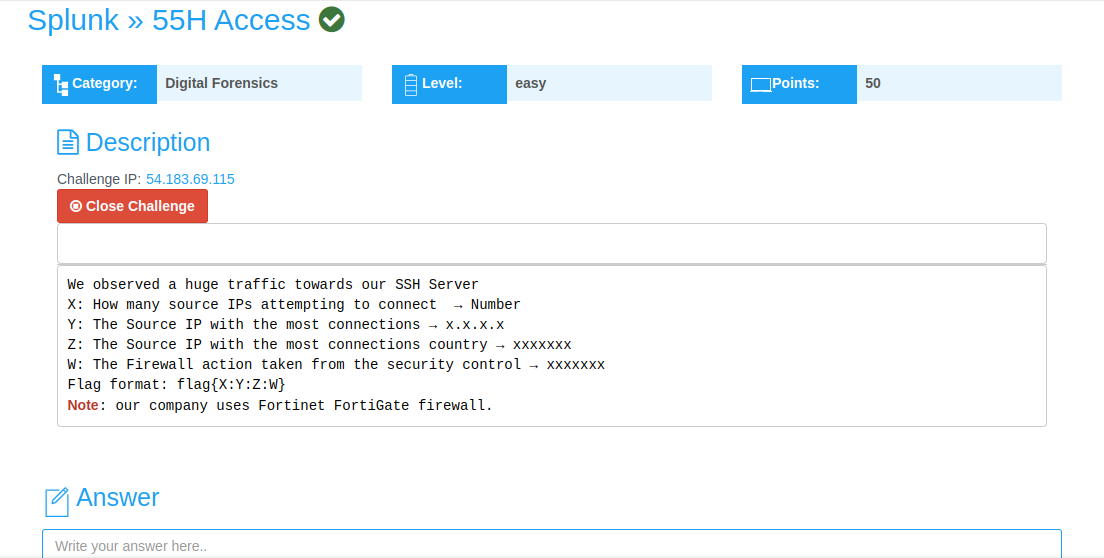 Splunk » 55H Access
Category: Digital Forensics
Level: easy
Points: 50
Description
Challenge IP: 54.183.69.115
Close Challenge
We observed a huge traffic towards our SSH Server
X: How many source IPs attempting to connect  → Number
Y: The Source IP with the most connections → x.x.x.x
Z: The Source IP with the most connections country → xxxxxxx
W: The Firewall action taken from the security control → xxxxxxx
Flag format: flag{X:Y:Z:W}
Note: our company uses Fortinet FortiGate firewall.
Answer
Write your answer here..